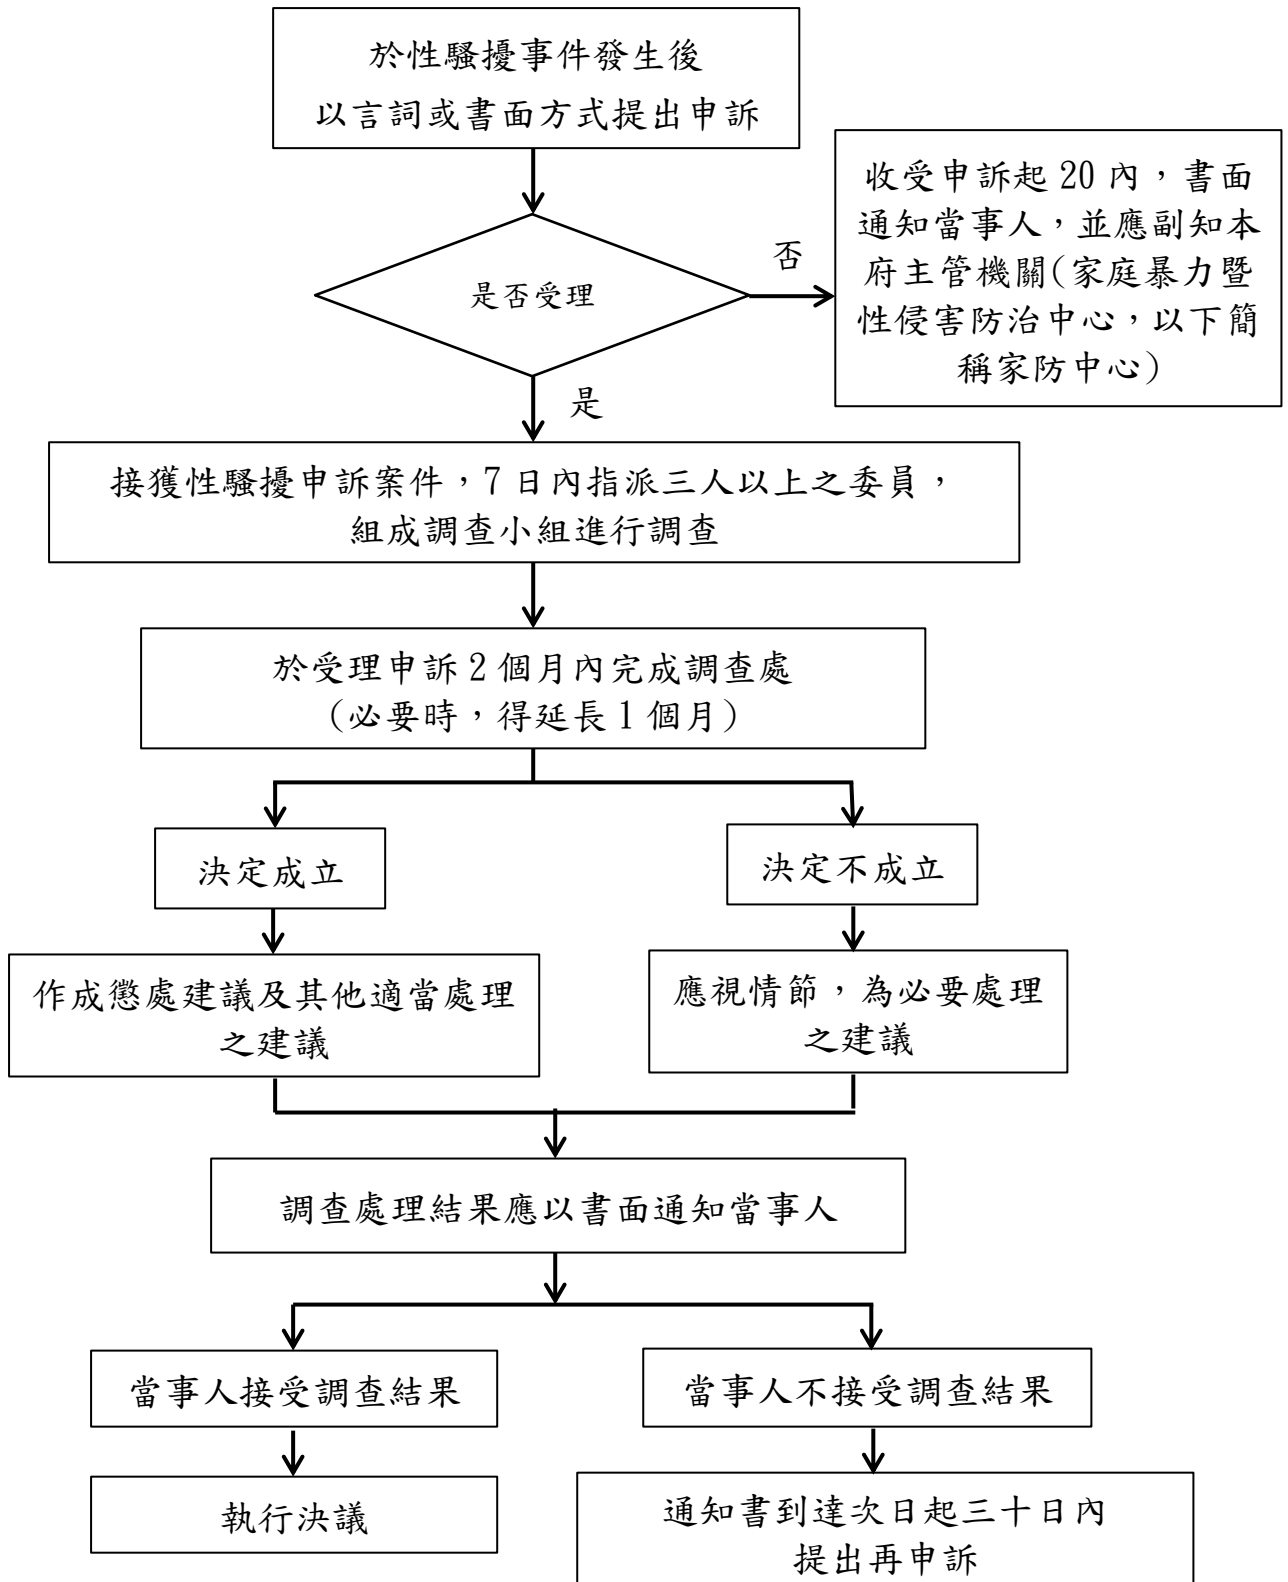 於性騷擾事件發生後
以言詞或書面方式提出申訴
收受申訴起 20 內，書面
通知當事人，並應副知本
府主管機關(家庭暴力暨
性侵害防治中心，以下簡
稱家防中心)
否
是否受理
是
接獲性騷擾申訴案件，7 日內指派三人以上之委員，
組成調查小組進行調查
於受理申訴 2 個月內完成調查處
(必要時，得延長 1 個月)
決定成立
決定不成立
作成懲處建議及其他適當處理
之建議
應視情節，為必要處理
之建議
調查處理結果應以書面通知當事人
當事人接受調查結果
當事人不接受調查結果
執行決議
通知書到達次日起三十日內
提出再申訴